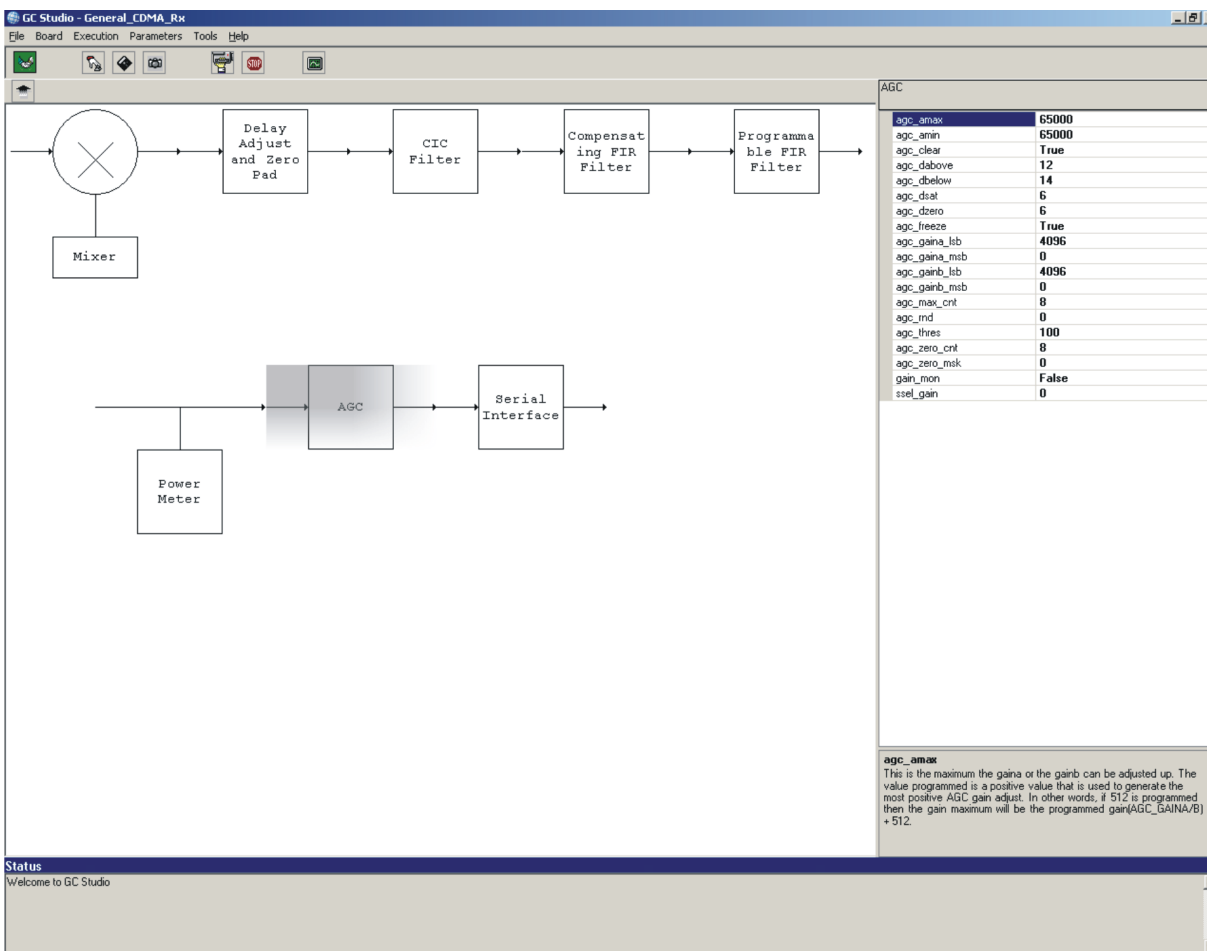 GC Studio - General_CDMA_Rx
File Board Execution Parameters Tools Help
STOP
Delay
Adjust
and Zero
Pad
CIC
Filter
Compensat
ing FIR
Filter
Programma
ble FIR
Filter
Mixer
AGC
Serial
Interface
Power
Meter
AGC
agc_amax 65000
agc_amin 65000
agc_clear True
agc_dabove 12
agc_dbelow 14
agc_dsat 6
agc_dzero 6
agc_freeze True
agc_gaina_lsb 4096
agc_gaina_msb 0
agc_gainb_lsb 4096
agc_gainb_msb 0
agc_max_cnt 8
agc_rnd 0
agc_thres 100
agc_zero_cnt 8
agc_zero_msk 0
gain_mon False
ssel_gain 0
agc_amax
This is the maximum the gaina or the gainb can be adjusted up. The
value programmed is a positive value that is used to generate the
most positive AGC gain adjust. In other words, if 512 is programmed
then the gain maximum will be the programmed gain(AGC_GAINA/B)
+ 512.
Status
Welcome to GC Studio